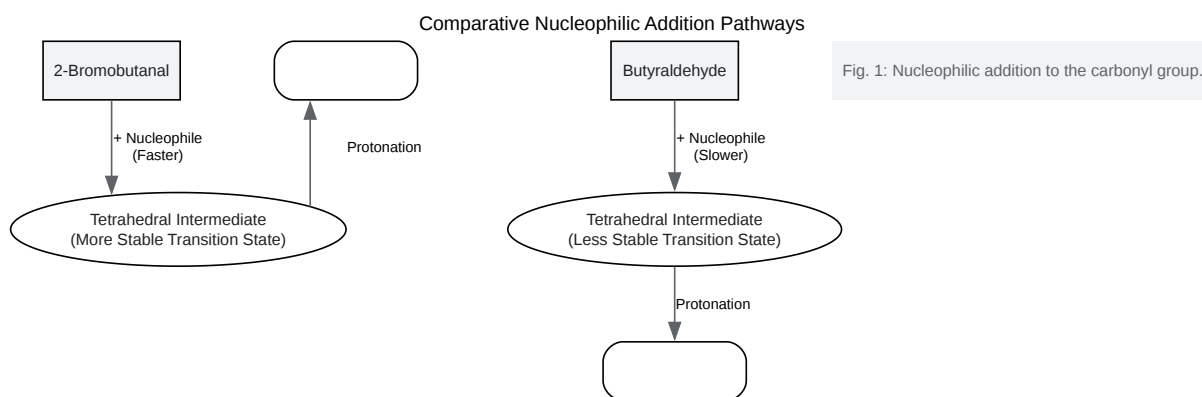 Comparative Nucleophilic Addition Pathways
2-Bromobutanal
+ Nucleophile
(Faster)
Protonation
Tetrahedral Intermediate
(More Stable Transition State)
Butyraldehyde
+ Nucleophile
(Slower)
Tetrahedral Intermediate
(Less Stable Transition State)
Protonation
Fig. 1: Nucleophilic addition to the carbonyl group.